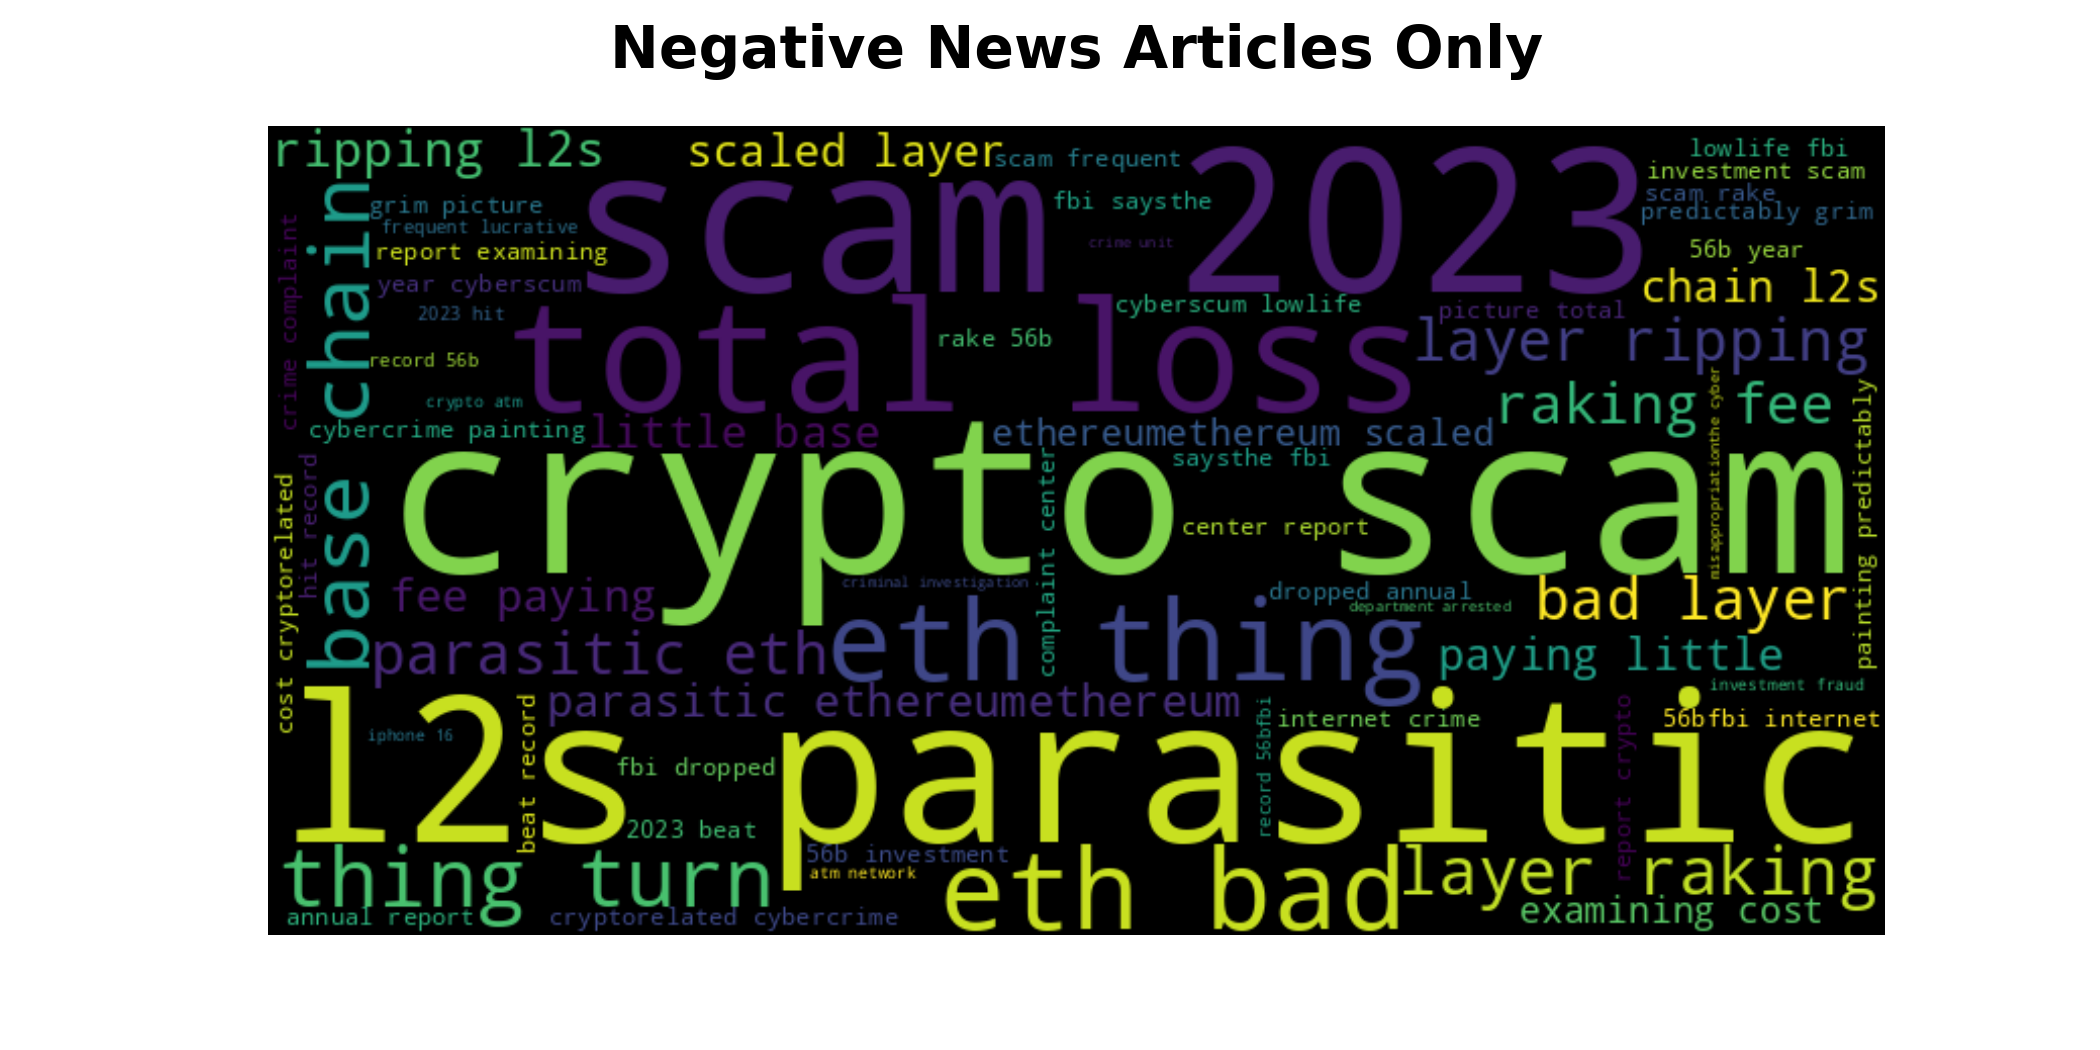 Negative News Articles Only
ripping l2s
scaled layer
scam frequent
lowlife fbi
investment scam
scam rake
predictably grim
grim picture
frequent lucrative
report examining
year cyberscum
2023 hit
record 56b
crypto atm
cybercrime painting
crime complaint
base chain
scam 2023
fbi saysthe
crime unit
56b year
chain l2s
cyberscum lowlife
picture total
total loss
rake 56b
layer ripping
raking fee
little base
ethereumethereum scaled
saysthe fbi
misappropriationthe cyber
painting predictably
crypto scam
center report
complaint center
hit record
cost cryptorelated
criminal investigation
fee paying
dropped annual
department arrested
bad layer
eth thing
parasitic eth
paying little
parasitic ethereumethereum
investment fraud
internet crime
56bfbi internet
l2s parasitic
iphone 16
beat record
fbi dropped
record 56bfbi
report crypto
2023 beat
thing turn
56b investment
atm network
eth bad
layer raking
annual report
cryptorelated cybercrime
examining cost